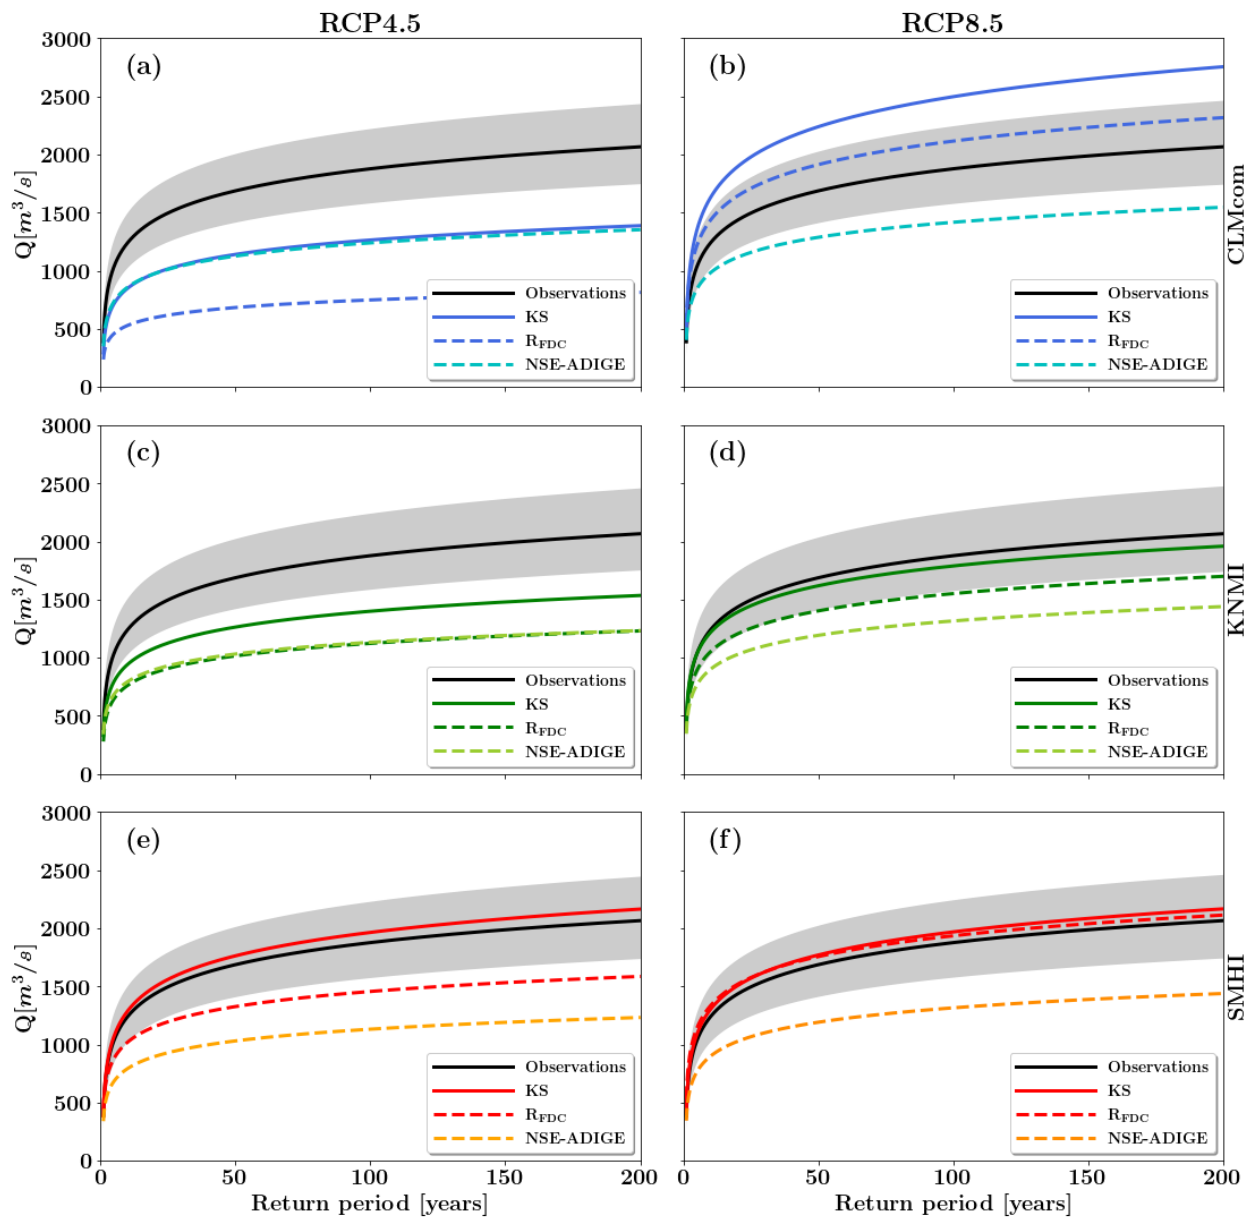 RCP4.5
RCP8.5
3000
2500
2000
1500
1000
500
0
Q[m³/s]
(a)
Observations
KS
R_FDC
NSE-ADIGE
(b)
Observations
KS
R_FDC
NSE-ADIGE
CLMcom
3000
2500
2000
1500
1000
500
0
Q[m³/s]
(c)
Observations
KS
R_FDC
NSE-ADIGE
(d)
Observations
KS
R_FDC
NSE-ADIGE
KNMI
3000
2500
2000
1500
1000
500
0
Q[m³/s]
(e)
Observations
KS
R_FDC
NSE-ADIGE
0 50 100 150 200
Return period [years]
(f)
Observations
KS
R_FDC
NSE-ADIGE
0 50 100 150 200
Return period [years]
SMHI